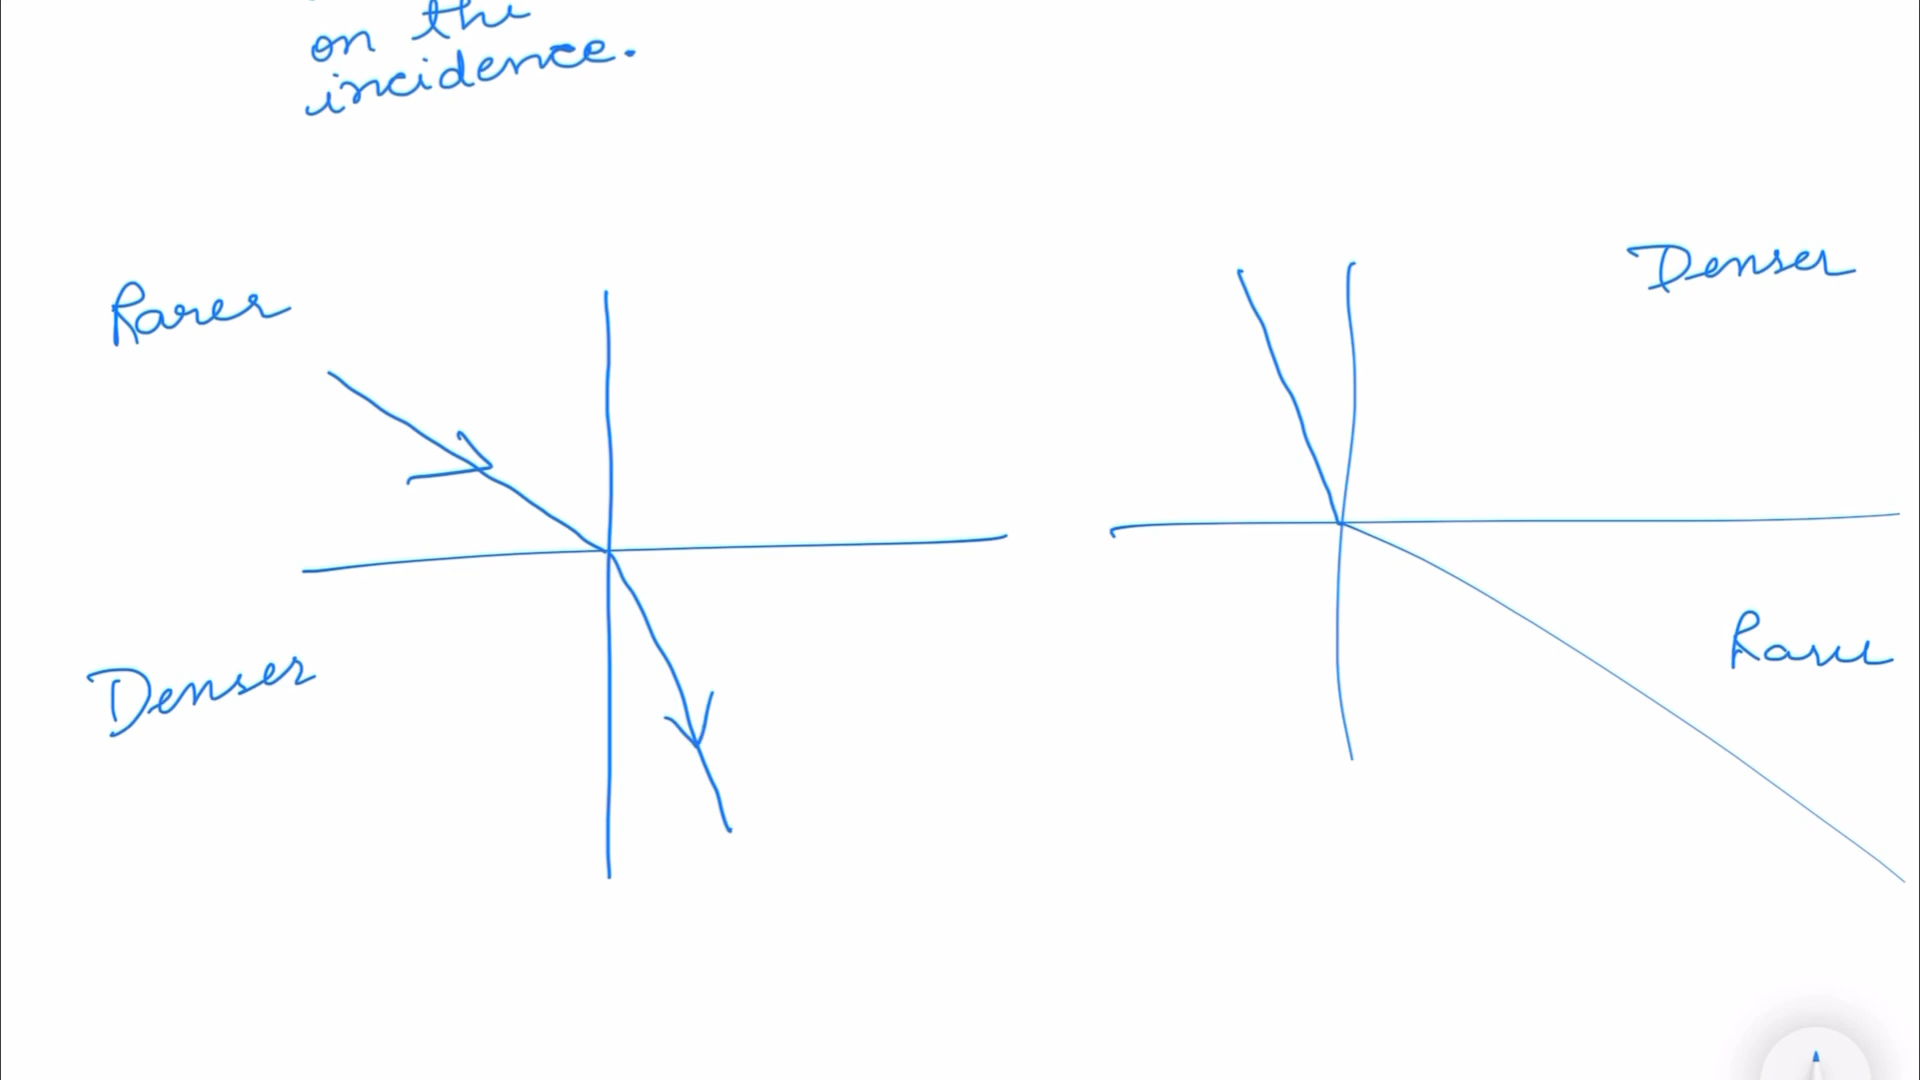 on the
incidence.
Rarer
Denser
Denser
Rarer